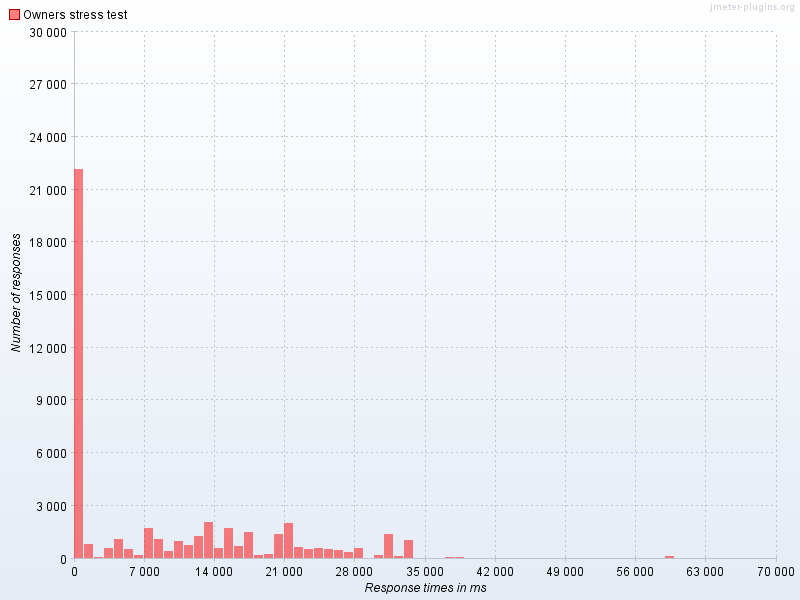 jmeter-plugins.org
Owners stress test
30 000
27 000
24 000
21 000
18 000
15 000
12 000
9 000
6 000
3 000
0
Number of responses
0 7 000 14 000 21 000 28 000 35 000 42 000 49 000 56 000 63 000 70 000
Response times in ms